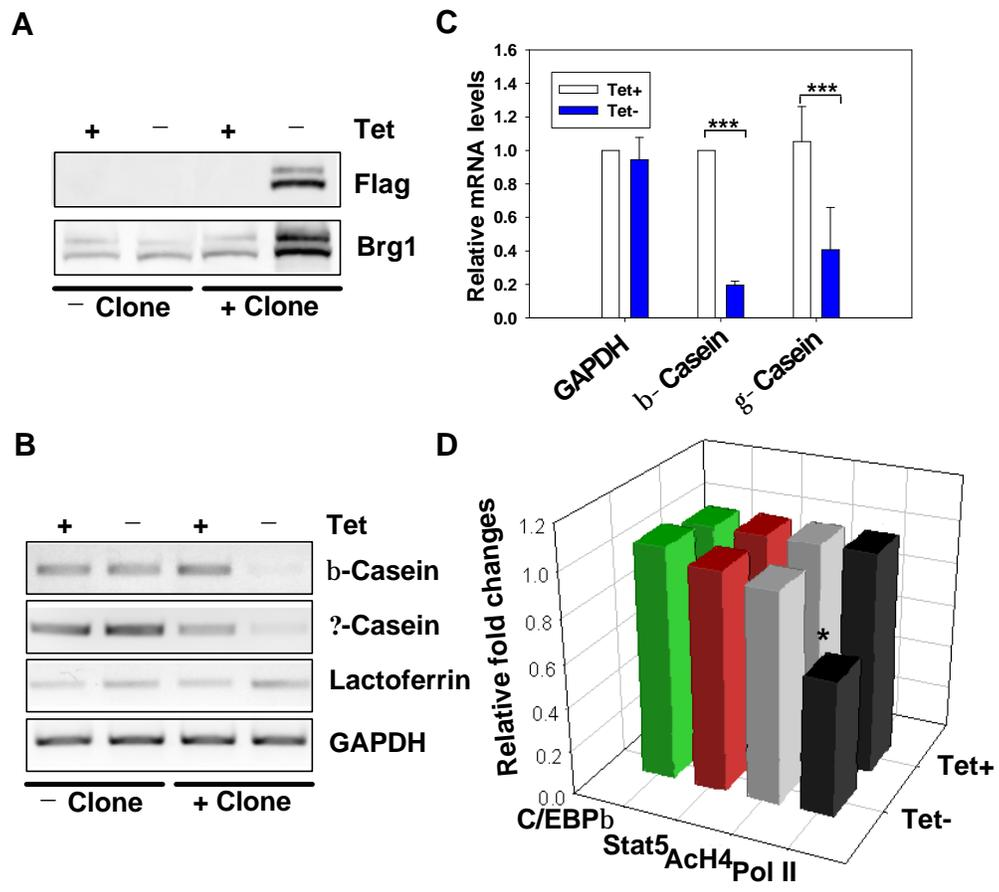 A
+ − + − Tet
Flag
Brg1
− Clone + Clone
B
+ − + − Tet
b-Casein
?-Casein
Lactoferrin
GAPDH
− Clone + Clone
C
Relative mRNA levels
1.6
1.4
1.2
1.0
0.8
0.6
0.4
0.2
0.0
Tet+
Tet-
***
***
GAPDH
b- Casein
g- Casein
D
Relative fold changes
1.2
1.0
0.8
0.6
0.4
0.2
0.0
*
C/EBPb
Stat5
AcH4
Pol II
Tet+
Tet-